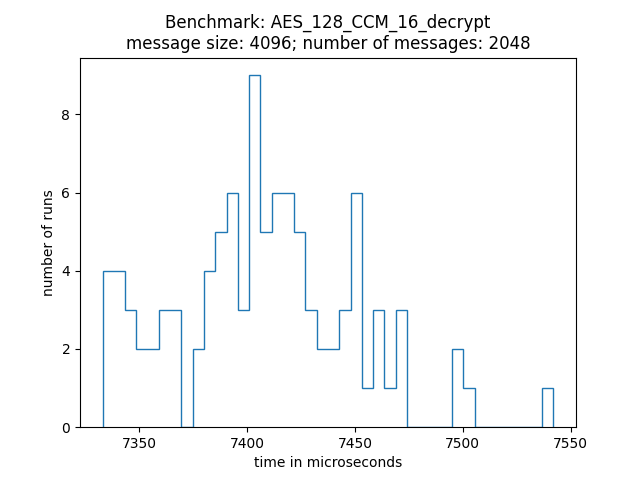 Benchmark: AES_128_CCM_16_decrypt
message size: 4096; number of messages: 2048
number of runs
8
6
4
2
0
7350 7400 7450 7500 7550
time in microseconds